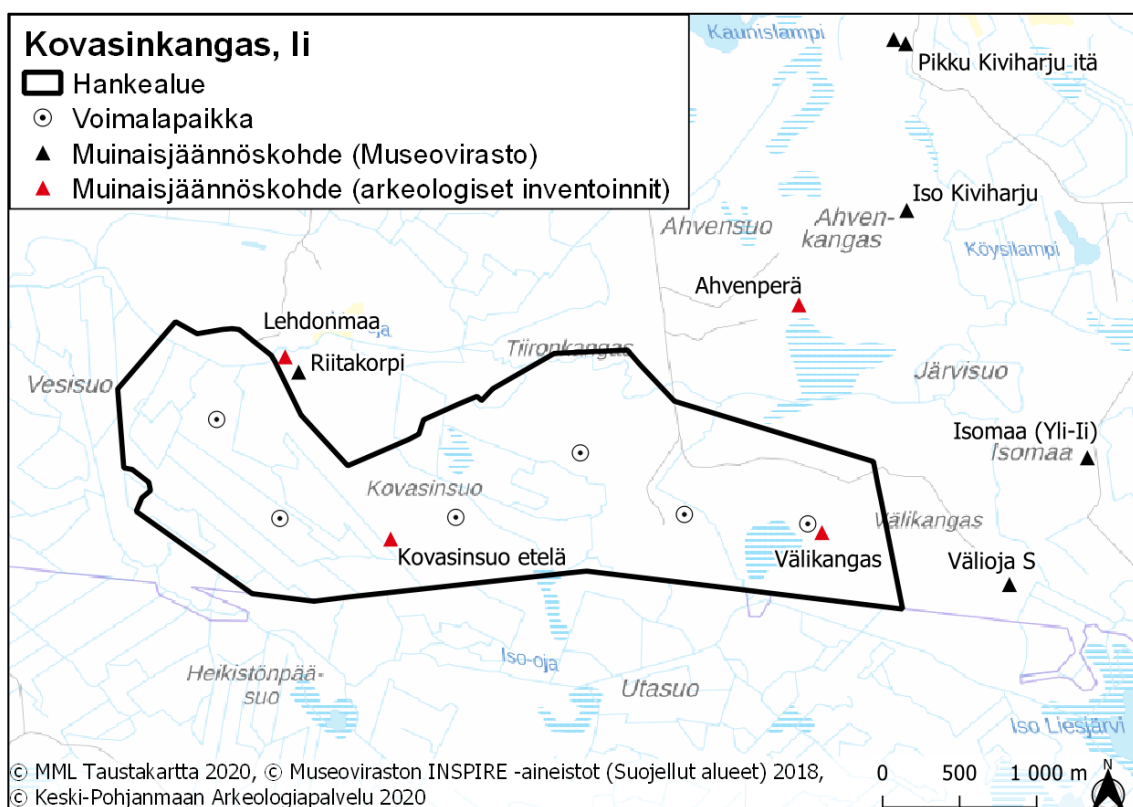 Kovasinkangas, Ii
Hankealue
Voimalapaikka
Muinaisjäännöskohde (Museovirasto)
Muinaisjäännöskohde (arkeologiset inventoinnit)
Kaunislampi
Pikku Kiviharju itä
Iso Kiviharju
Ahvensuo
Ahven-
kangas
Köysilampi
Ahvenperä
Lehdonmaa
oja
Riitakorpi
Tiironkangas
Vesisuo
Järvisuo
Isomaa (Yli-Ii)
Isomaa
Kovasinsuo
Välikangas
Kovasinsuo etelä
Välikangas
Välioja S
Iso-oja
Heikistönpää-
suo
Utasuo
Iso Liesjärvi
© MML Taustakartta 2020, © Museoviraston INSPIRE -aineistot (Suojellut alueet) 2018,
© Keski-Pohjanmaan Arkeologiapalvelu 2020
0 500 1 000 m
N